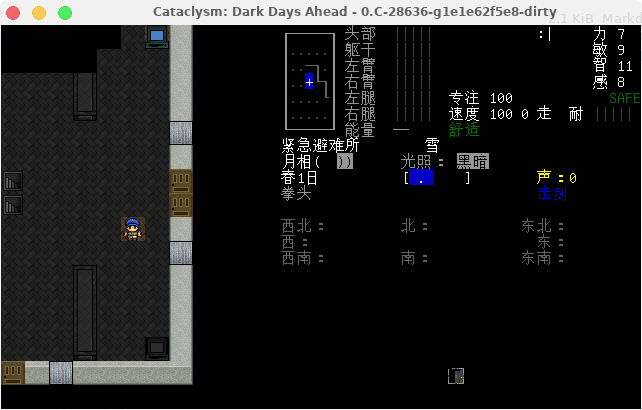 Cataclysm: Dark Days Ahead - 0.C-28636-g1e1e62f5e8-dirty
头部 ||||| :| 力 7
躯干 ||||| 敏 9
左臂 ||||| 智 11
右臂 ||||| 感 8
左腿 ||||| 专注 100 SAFE
右腿 ||||| 速度 100 0 走 耐 |||||
能量 —— 舒适
紧急避难所 雪
月相( )) 光照： 黑暗
春1日 [ . ] 声：0
拳头 击剑
西北： 北： 东北：
西： 东：
西南： 南： 东南：